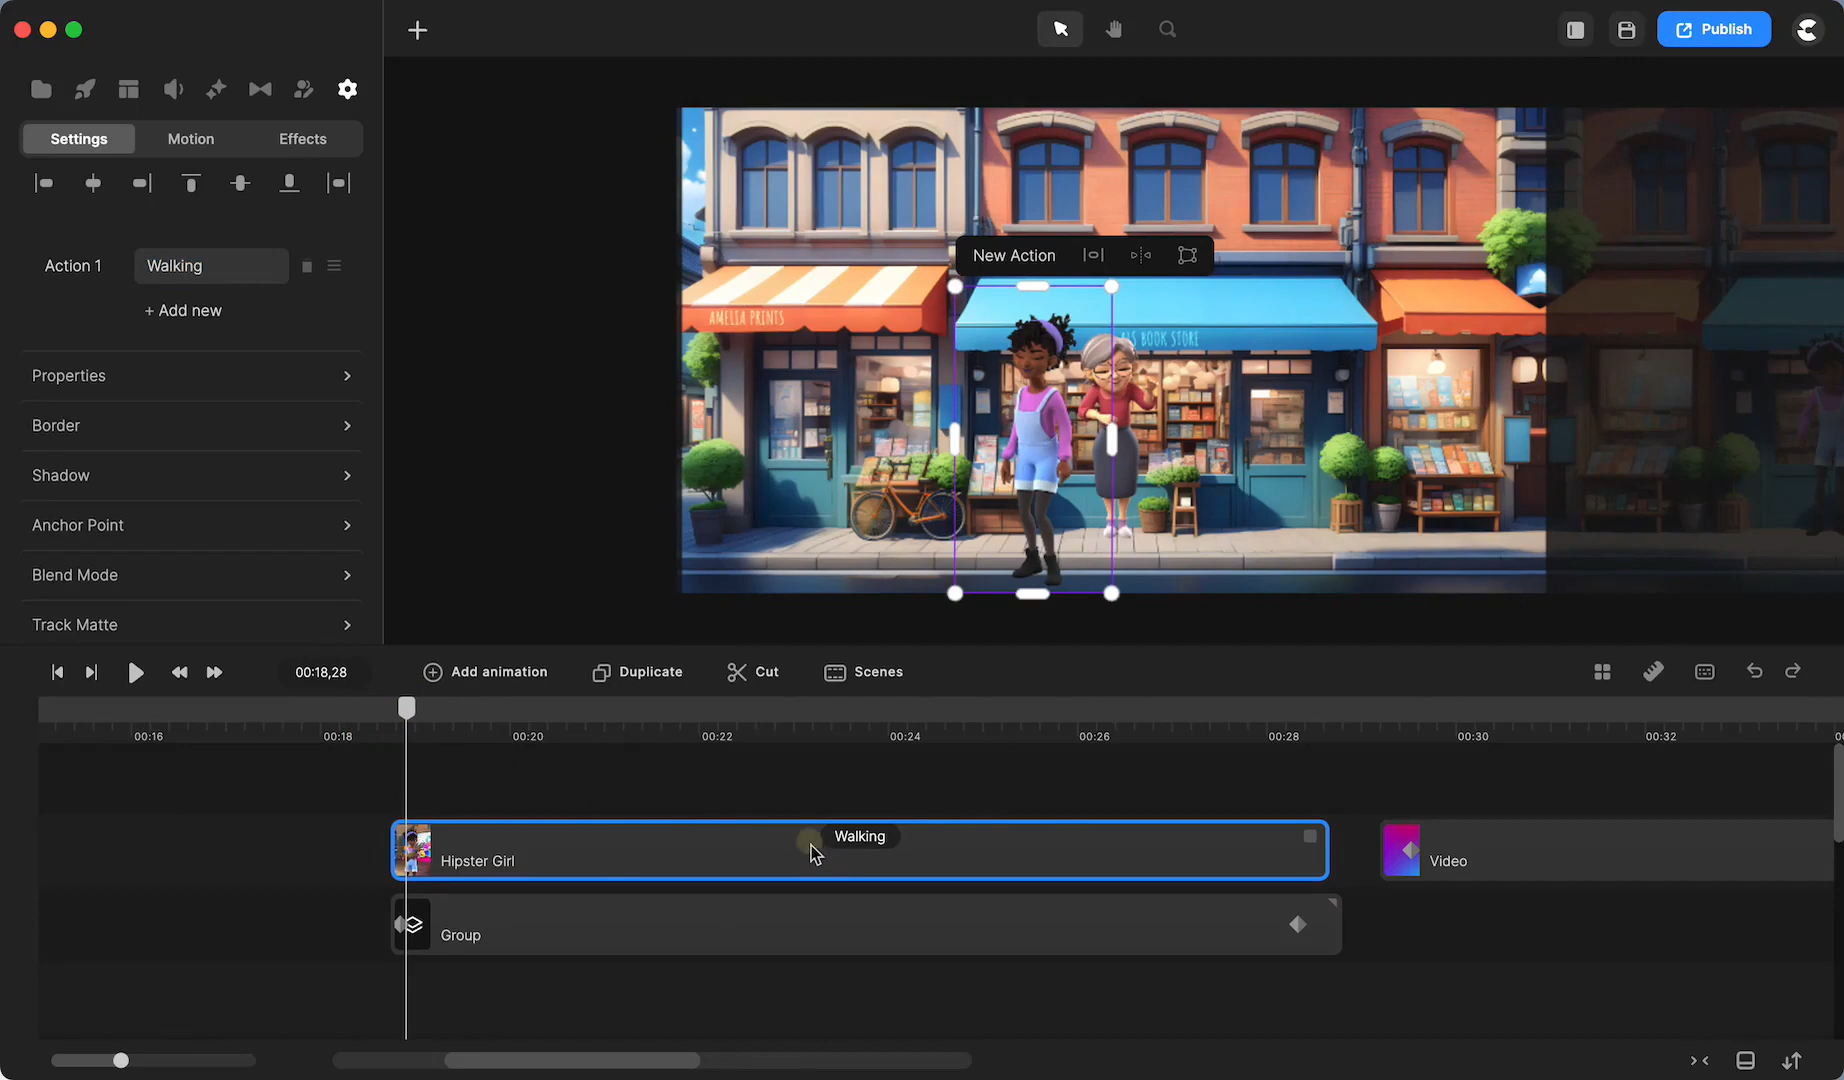 Publish
Settings
Motion
Effects
Action 1
Walking
+ Add new
Properties
Border
Shadow
Anchor Point
Blend Mode
Track Matte
New Action
AMELIA PRINTS
BOOK STORE
00:18,28
Add animation
Duplicate
Cut
Scenes
00:16
00:18
00:20
00:22
00:24
00:26
00:28
00:30
00:32
Walking
Hipster Girl
Video
Group